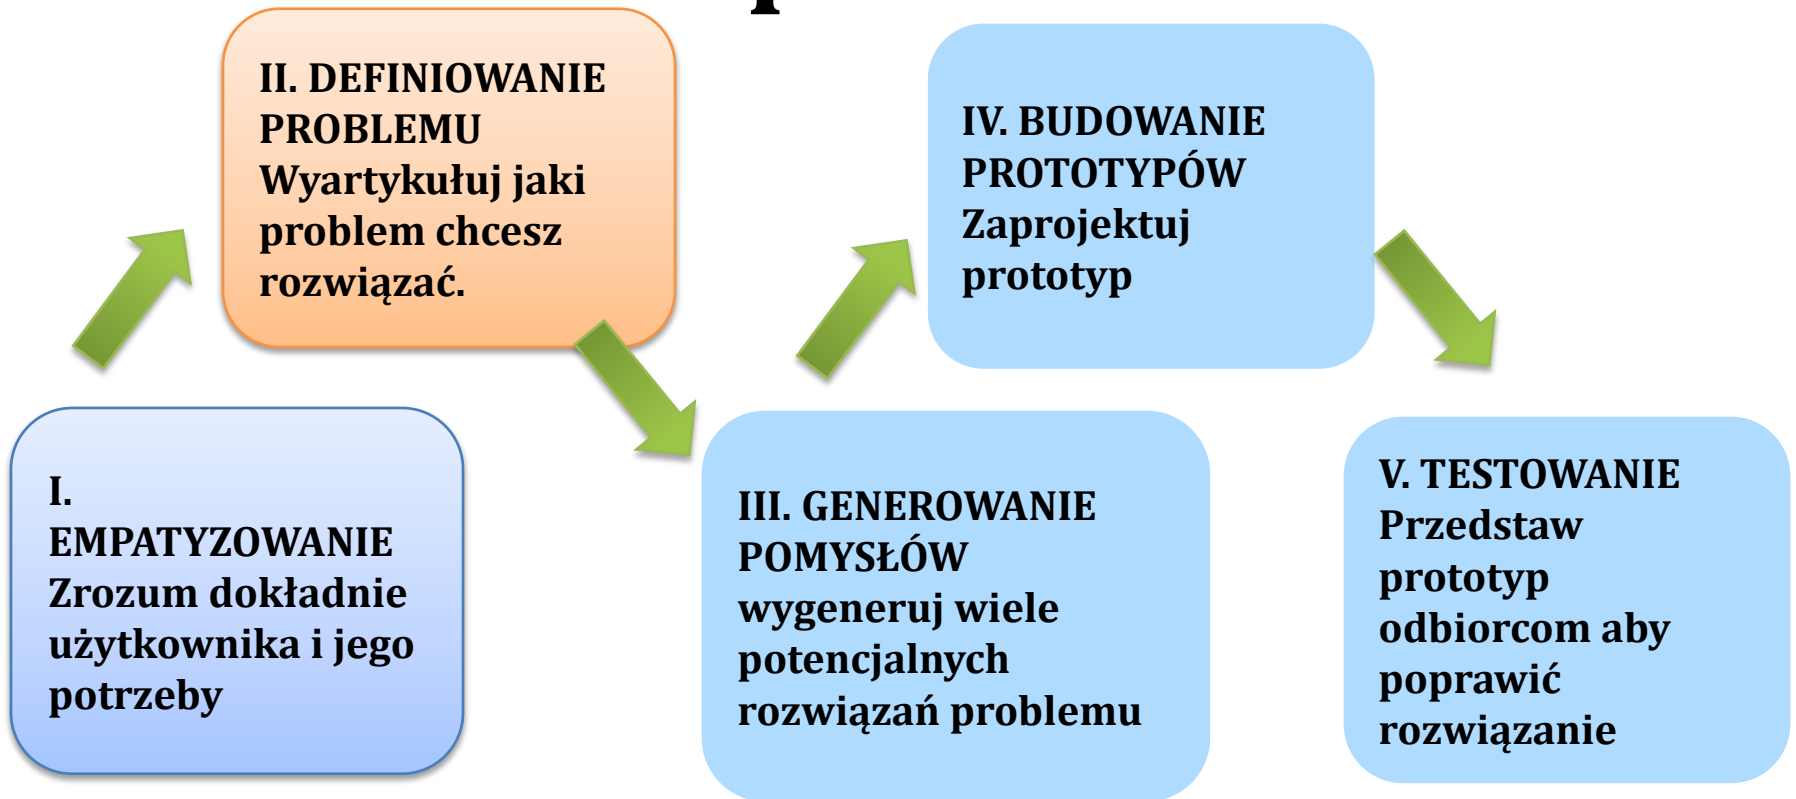 I.
EMPATYZOWANIE
Zrozum dokładnie
użytkownika i jego
potrzeby
II. DEFINIOWANIE
PROBLEMU
Wyartykułuj jaki
problem chcesz
rozwiązać.
III. GENEROWANIE
POMYSŁÓW
wygeneruj wiele
potencjalnych
rozwiązań problemu
IV. BUDOWANIE
PROTOTYPÓW
Zaprojektuj
prototyp
V. TESTOWANIE
Przedstaw
prototyp
odbiorcom aby
poprawić
rozwiązanie